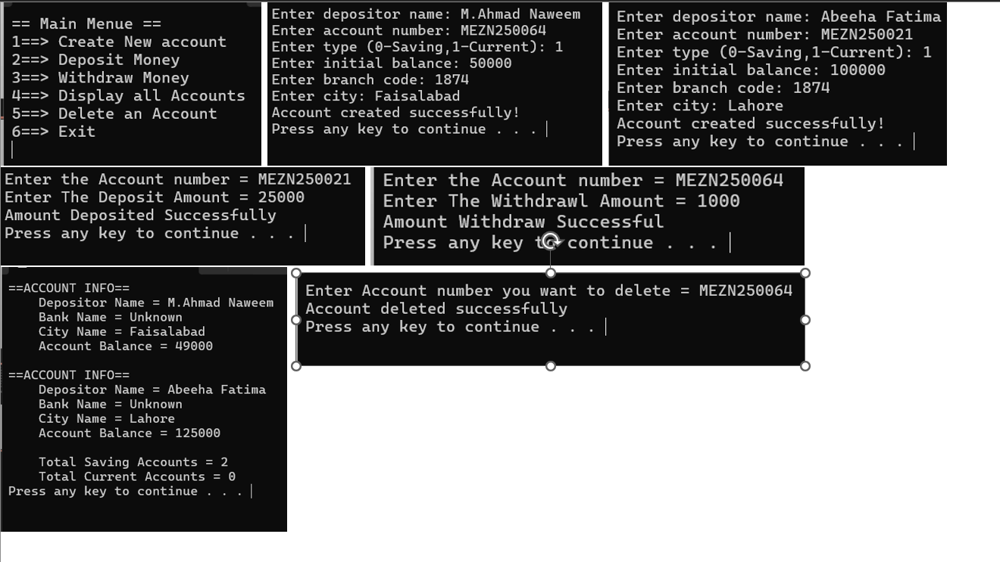 == Main Menue ==
1==> Create New account
2==> Deposit Money
3==> Withdraw Money
4==> Display all Accounts
5==> Delete an Account
6==> Exit
Enter depositor name: M.Ahmad Naweem
Enter account number: MEZN250064
Enter type (0-Saving,1-Current): 1
Enter initial balance: 50000
Enter branch code: 1874
Enter city: Faisalabad
Account created successfully!
Press any key to continue . . .
Enter depositor name: Abeeha Fatima
Enter account number: MEZN250021
Enter type (0-Saving,1-Current): 1
Enter initial balance: 100000
Enter branch code: 1874
Enter city: Lahore
Account created successfully!
Press any key to continue . . .
Enter the Account number = MEZN250021
Enter The Deposit Amount = 25000
Amount Deposited Successfully
Press any key to continue . . .
Enter the Account number = MEZN250064
Enter The Withdrawl Amount = 1000
Amount Withdraw Successful
Press any key to continue . . .
==ACCOUNT INFO==
Depositor Name = M.Ahmad Naweem
Bank Name = Unknown
City Name = Faisalabad
Account Balance = 49000
==ACCOUNT INFO==
Depositor Name = Abeeha Fatima
Bank Name = Unknown
City Name = Lahore
Account Balance = 125000
Total Saving Accounts = 2
Total Current Accounts = 0
Press any key to continue . . .
Enter Account number you want to delete = MEZN250064
Account deleted successfully
Press any key to continue . . .